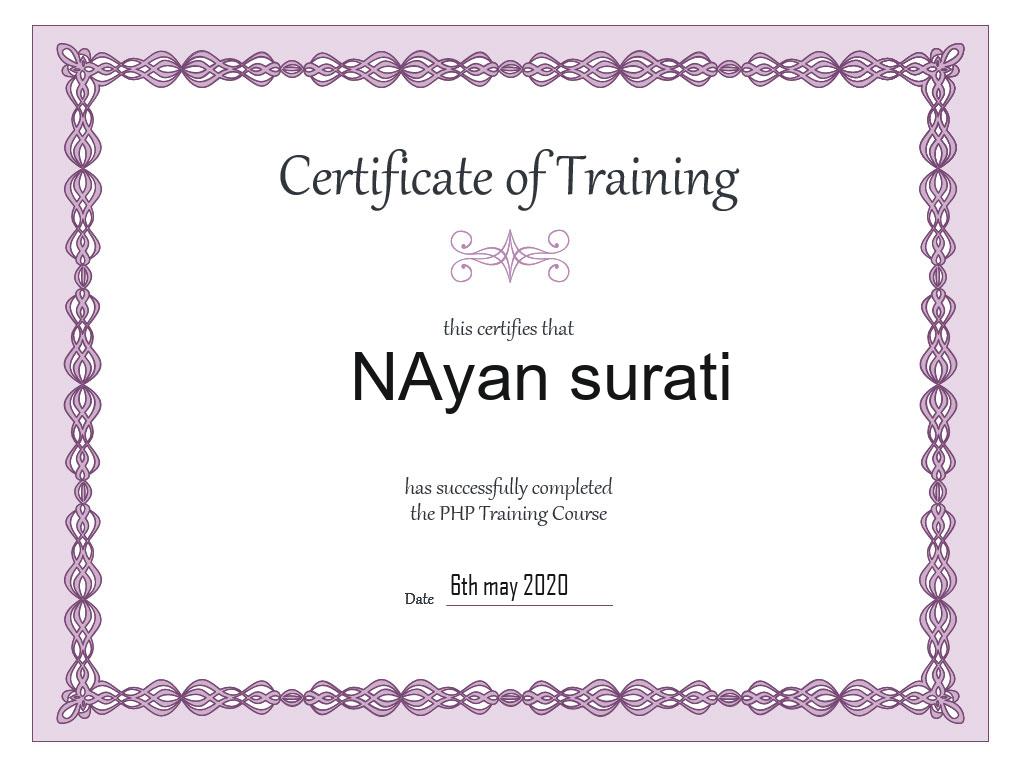 Certificate of Training
this certifies that
NAyan surati
has successfully completed
the PHP Training Course
Date 6th may 2020